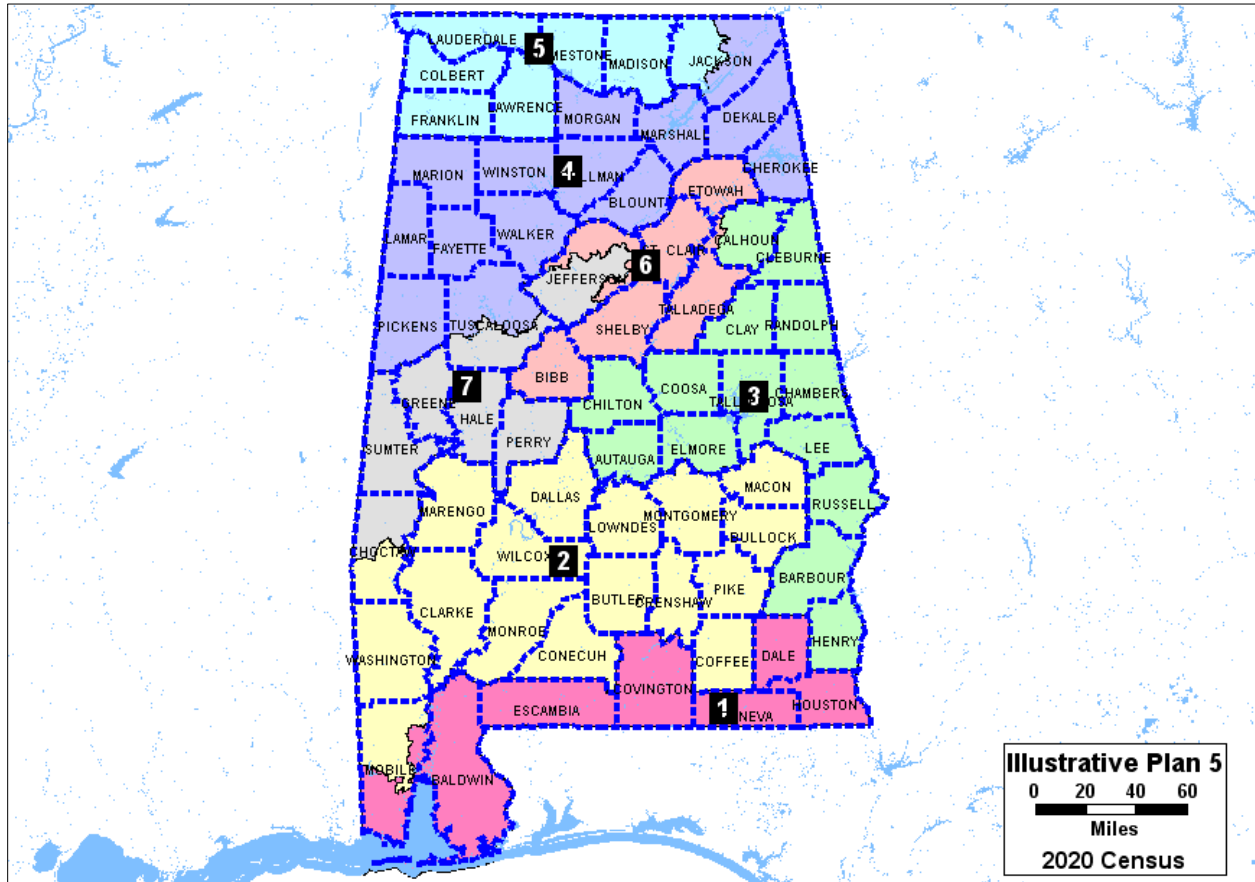 AUDERDALE
5
MESTONE
MADISON
JACKSON
COLBERT
LAWRENCE
FRANKLIN
MORGAN
MARSHALL
DEKALB
MARION
WINSTON
4
LLMAN
CHEROKEE
ETOWAH
BLOUNT
LAMAR
FAYETTE
WALKER
CALHOUN
CLEBURNE
JEFFERSON
6
T. CLAIR
PICKENS
TUSCALOOSA
SHELBY
TALLADEGA
CLAY
RANDOLPH
BIBB
7
GREENE
HALE
CHILTON
COOSA
3
TALLAPOOSA
CHAMBERS
SUMTER
PERRY
AUTAUGA
ELMORE
LEE
MACON
DALLAS
MARENGO
LOWNDES
MONTGOMERY
RUSSELL
BULLOCK
CHOCTAW
WILCOX
2
BARBOUR
CLARKE
BUTLER
CRENSHAW
PIKE
MONROE
HENRY
WASHINGTON
CONECUH
COFFEE
DALE
COVINGTON
ESCAMBIA
1
NEVA
HOUSTON
MOBILE
BALDWIN
Illustrative Plan 5
0 20 40 60
Miles
2020 Census